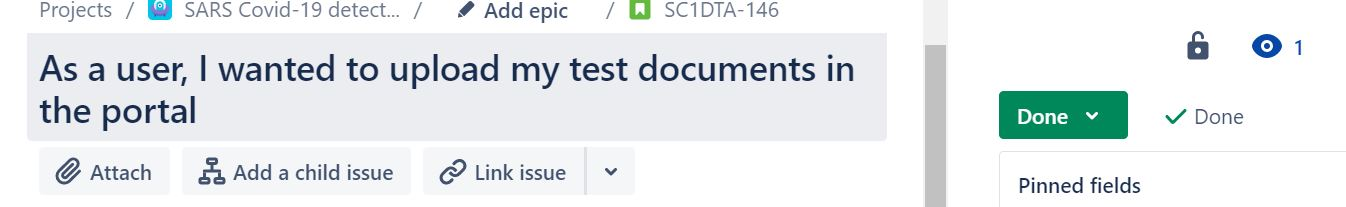 Projects / SARS Covid-19 detect... / Add epic / SC1DTA-146
1
As a user, I wanted to upload my test documents in
the portal
Done Done
Attach Add a child issue Link issue
Pinned fields